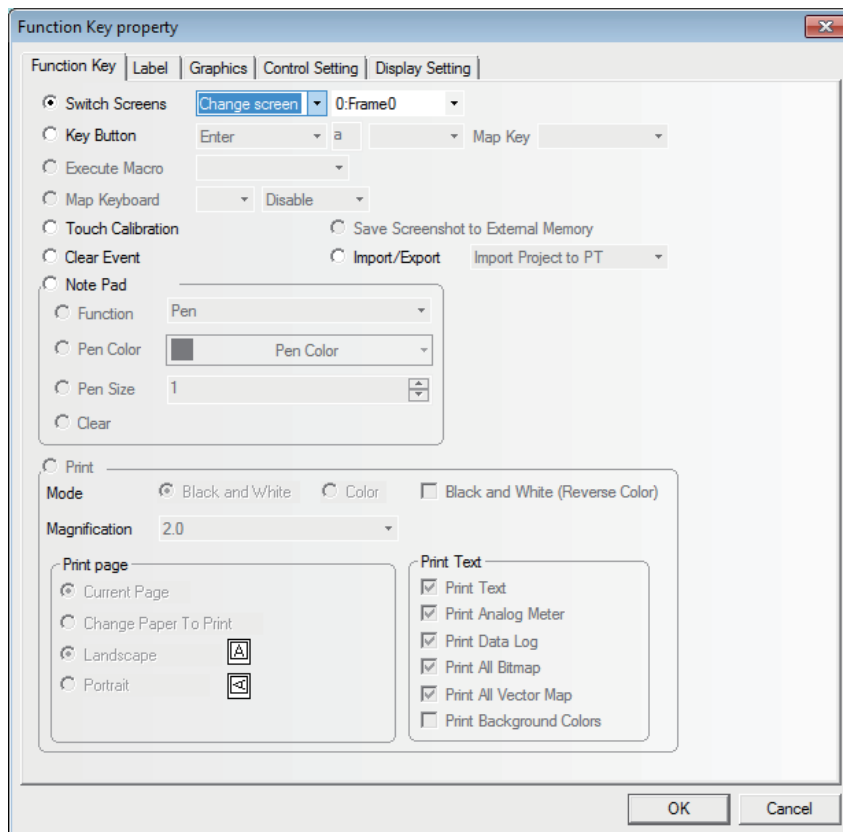 Function Key property
Function Key Label Graphics Control Setting Display Setting
Switch Screens Change screen 0:Frame0
Key Button Enter a Map Key
Execute Macro
Map Keyboard Disable
Touch Calibration Save Screenshot to External Memory
Clear Event Import/Export Import Project to PT
Note Pad
Function Pen
Pen Color Pen Color
Pen Size 1
Clear
Print
Mode Black and White Color Black and White (Reverse Color)
Magnification 2.0
Print page
Current Page
Change Paper To Print
Landscape A
Portrait A
Print Text
Print Text
Print Analog Meter
Print Data Log
Print All Bitmap
Print All Vector Map
Print Background Colors
OK Cancel